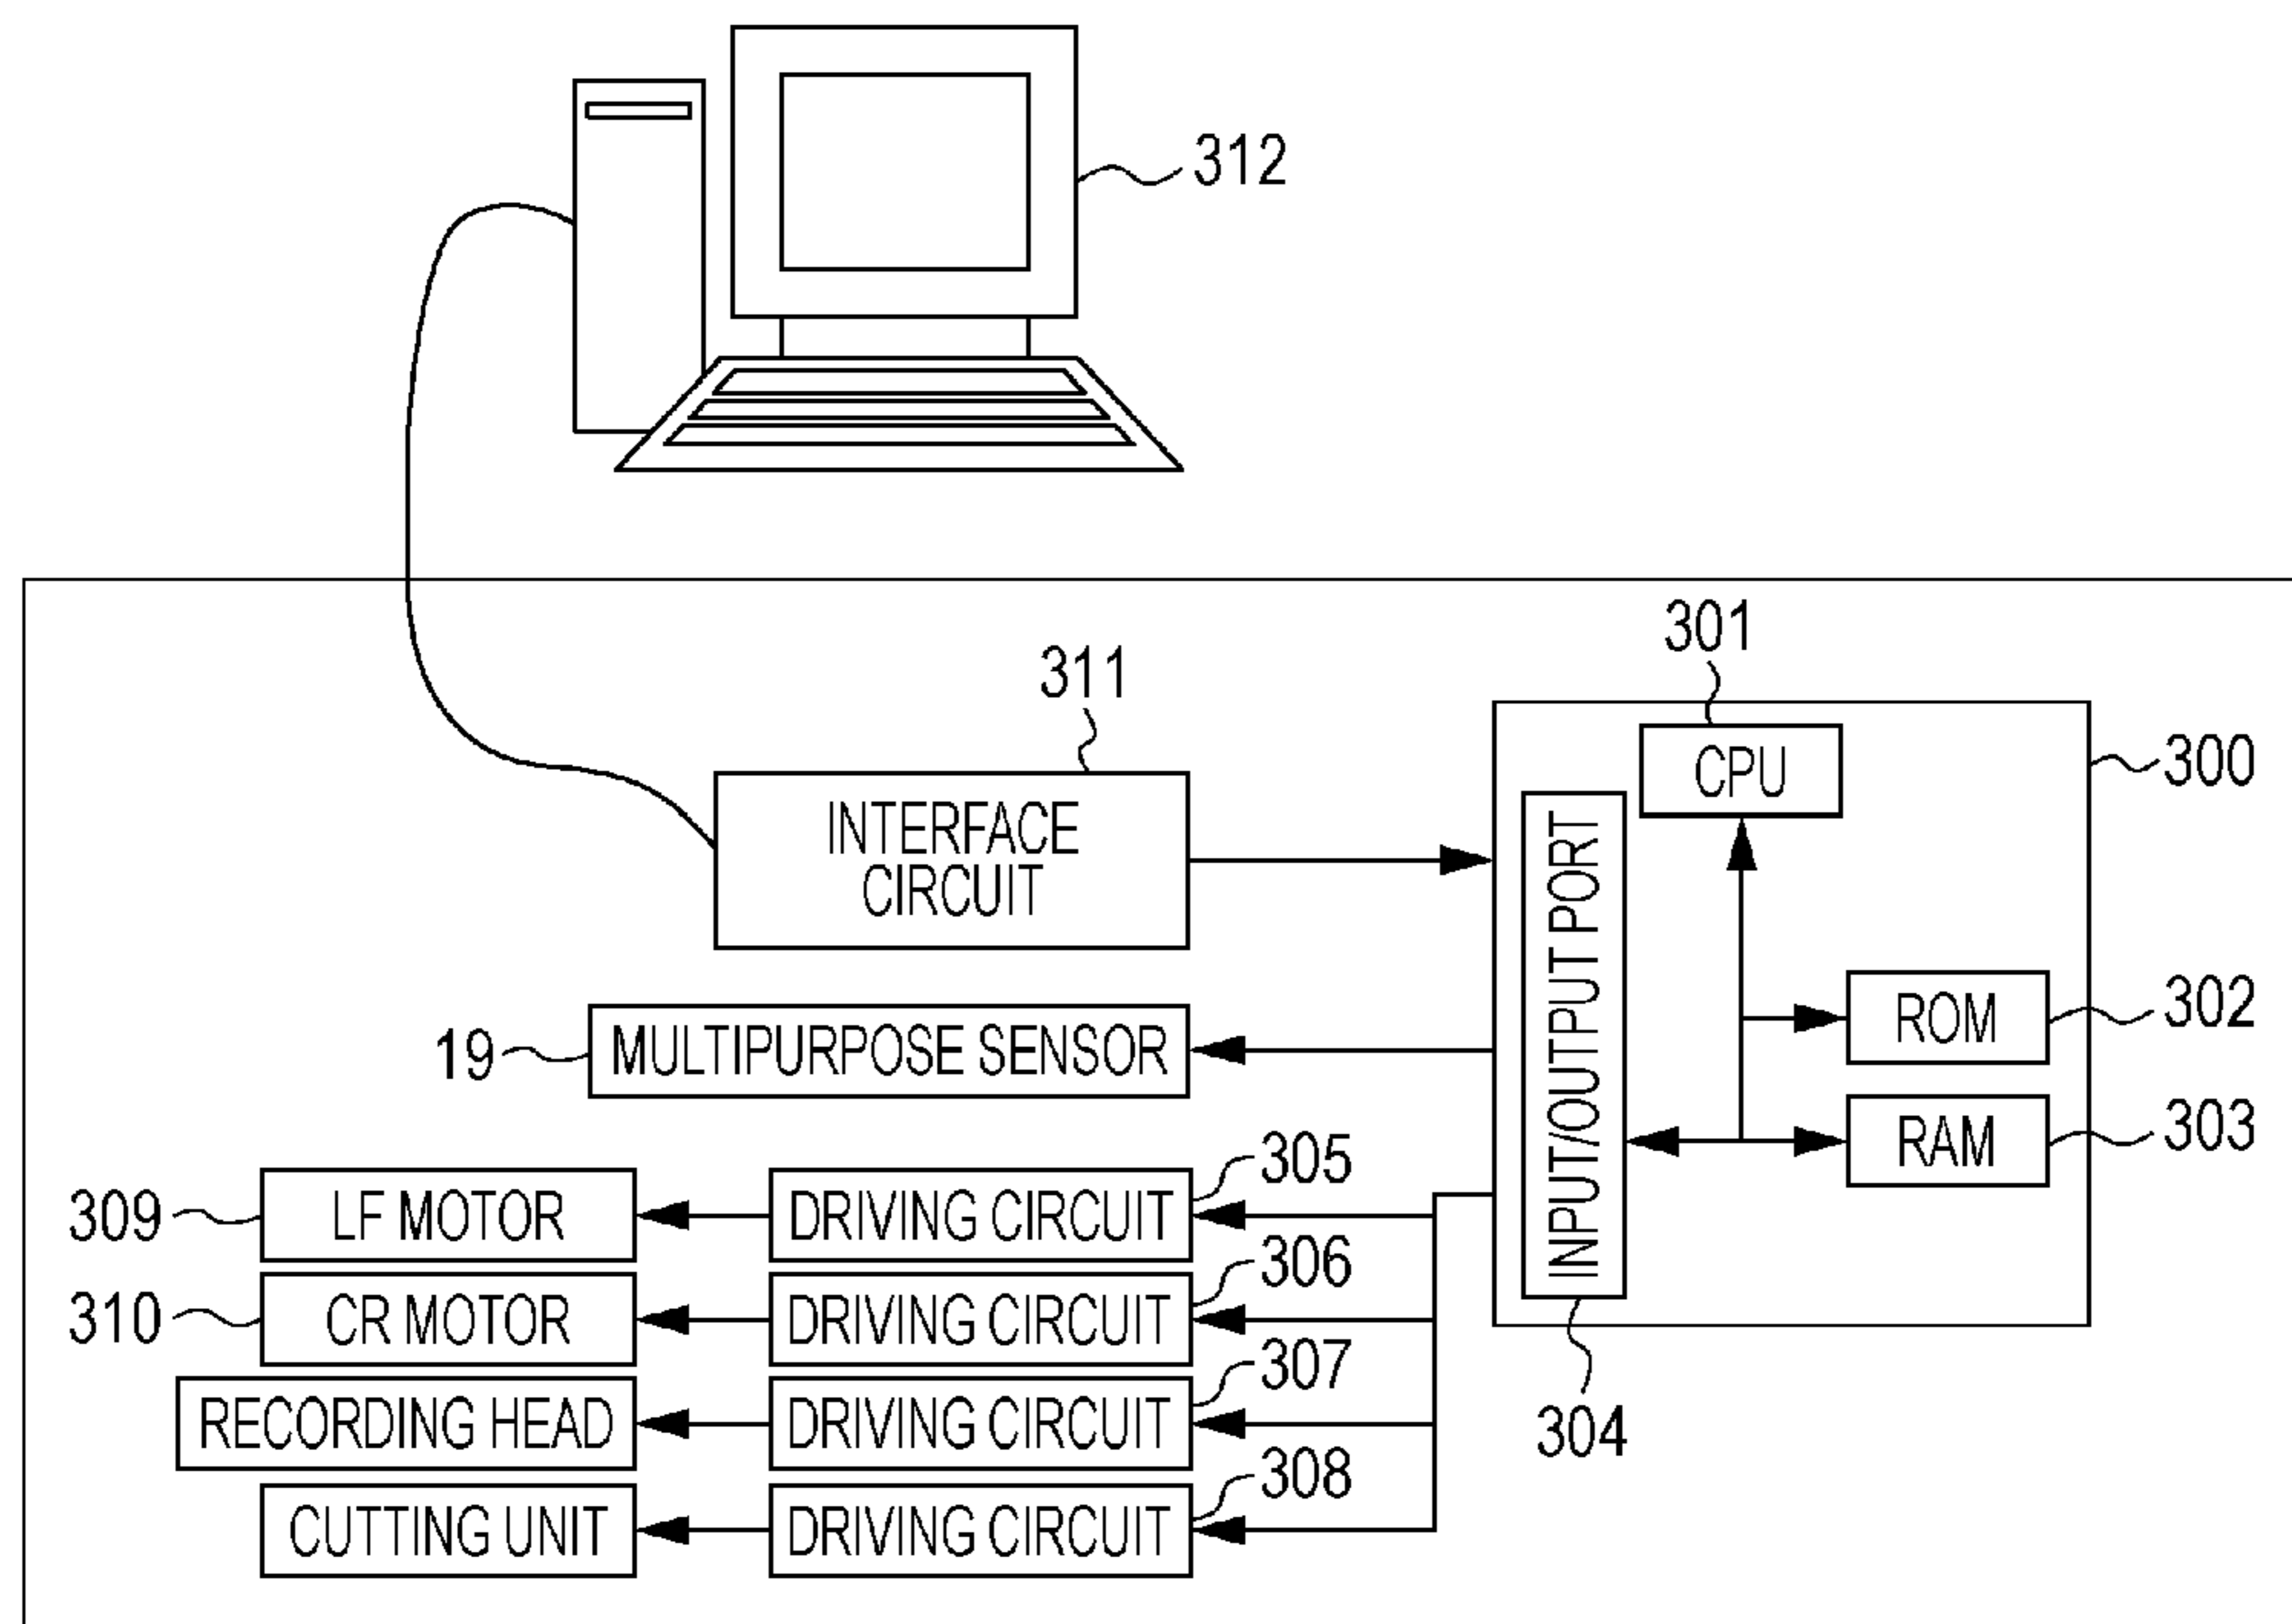 312
301
311
300
CPU
INTERFACE
CIRCUIT
INPUT/OUTPUT PORT
302
ROM
19
MULTIPURPOSE SENSOR
303
RAM
305
309
LF MOTOR
DRIVING CIRCUIT
306
310
CR MOTOR
DRIVING CIRCUIT
307
RECORDING HEAD
DRIVING CIRCUIT
304
308
CUTTING UNIT
DRIVING CIRCUIT